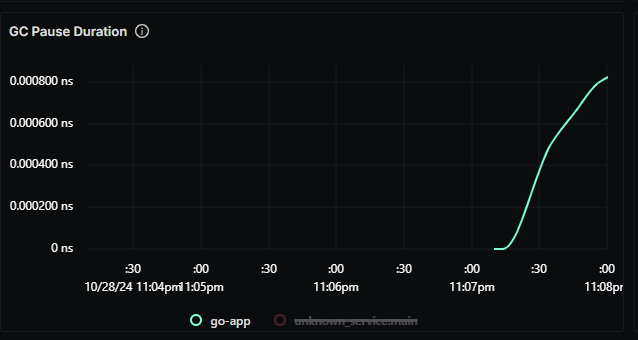 GC Pause Duration
0.000800 ns
0.000600 ns
0.000400 ns
0.000200 ns
0 ns
:30 :00 :30 :00 :30 :00 :30 :00
10/28/24 11:04pm 11:05pm 11:06pm 11:07pm 11:08pm
go-app unknown_service:main